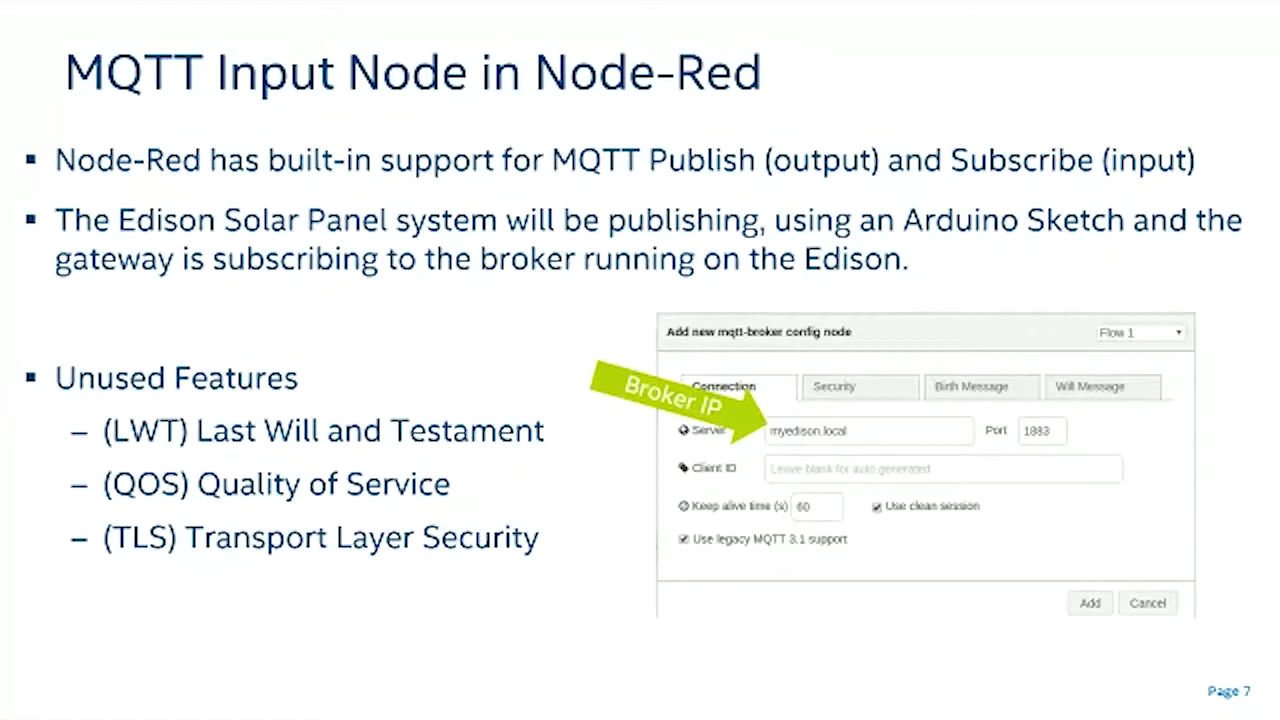 MQTT Input Node in Node-Red
▪ Node-Red has built-in support for MQTT Publish (output) and Subscribe (input)
▪ The Edison Solar Panel system will be publishing, using an Arduino Sketch and the
gateway is subscribing to the broker running on the Edison.
▪ Unused Features
– (LWT) Last Will and Testament
– (QOS) Quality of Service
– (TLS) Transport Layer Security
Broker IP
Add new mqtt-broker config node Flow 1
Connection Security Birth Message Will Message
Server myedison.local Port 1883
Client ID Leave blank for auto generated
Keep alive time (s) 60 Use clean session
Use legacy MQTT 3.1 support
Add Cancel
Page 7